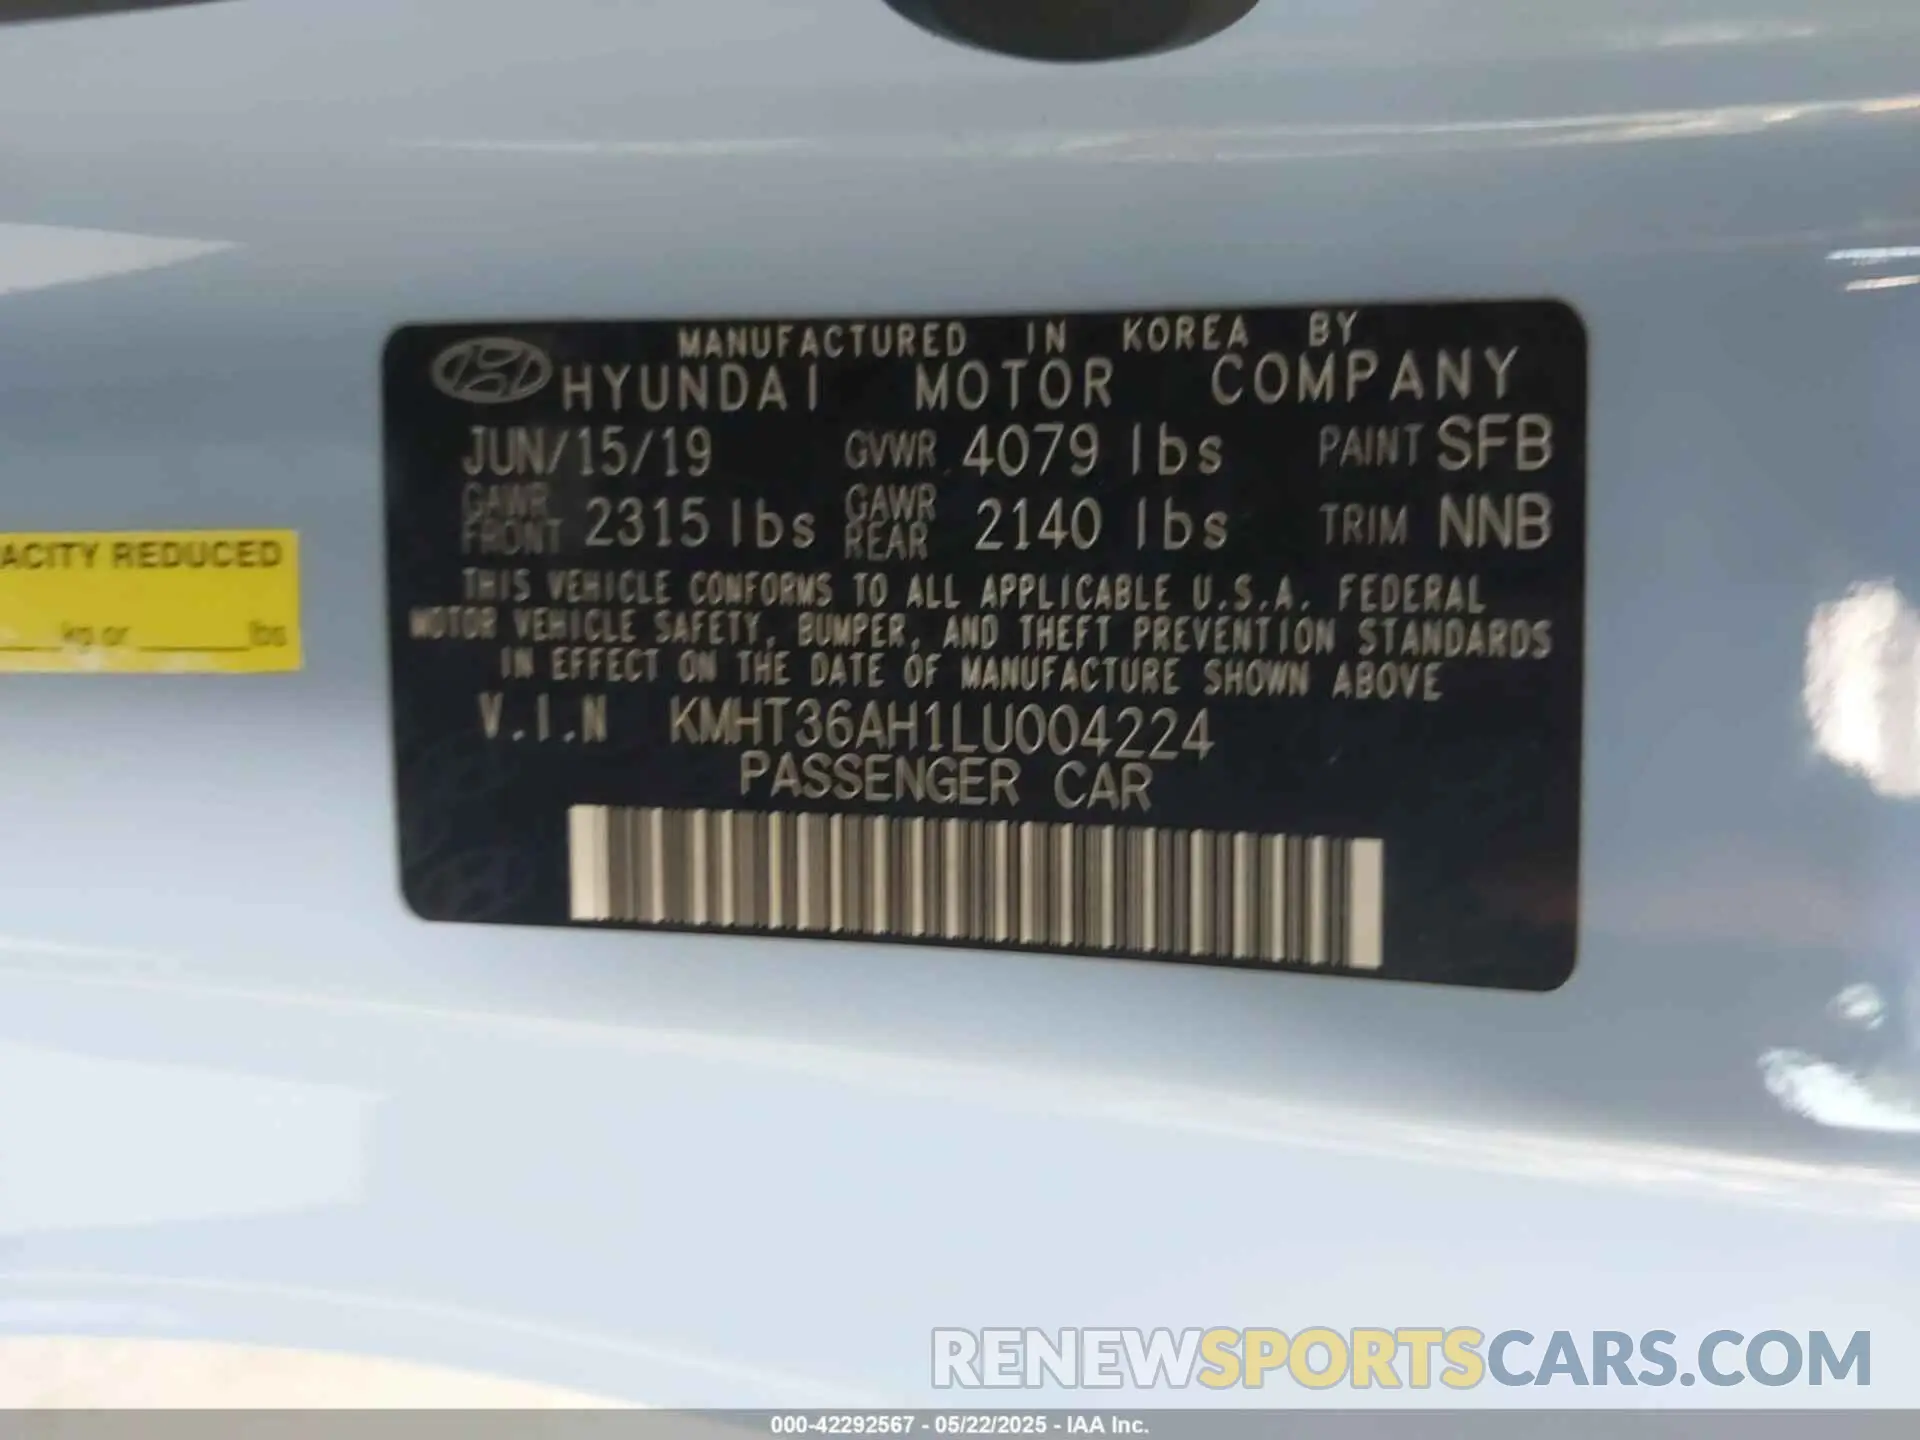 MANUFACTURED IN KOREA BY
HYUNDAI MOTOR COMPANY
JUN/15/19 GVWR 4079 lbs PAINT SFB
GAWR FRONT 2315 lbs GAWR REAR 2140 lbs TRIM NNB
THIS VEHICLE CONFORMS TO ALL APPLICABLE U.S.A. FEDERAL
MOTOR VEHICLE SAFETY, BUMPER, AND THEFT PREVENTION STANDARDS
IN EFFECT ON THE DATE OF MANUFACTURE SHOWN ABOVE
V.I.N KMHT36AH1LU004224
PASSENGER CAR
ACITY REDUCED
kg or lbs
RENEWSPORTSCARS.COM
000-42292567 - 05/22/2025 - IAA Inc.